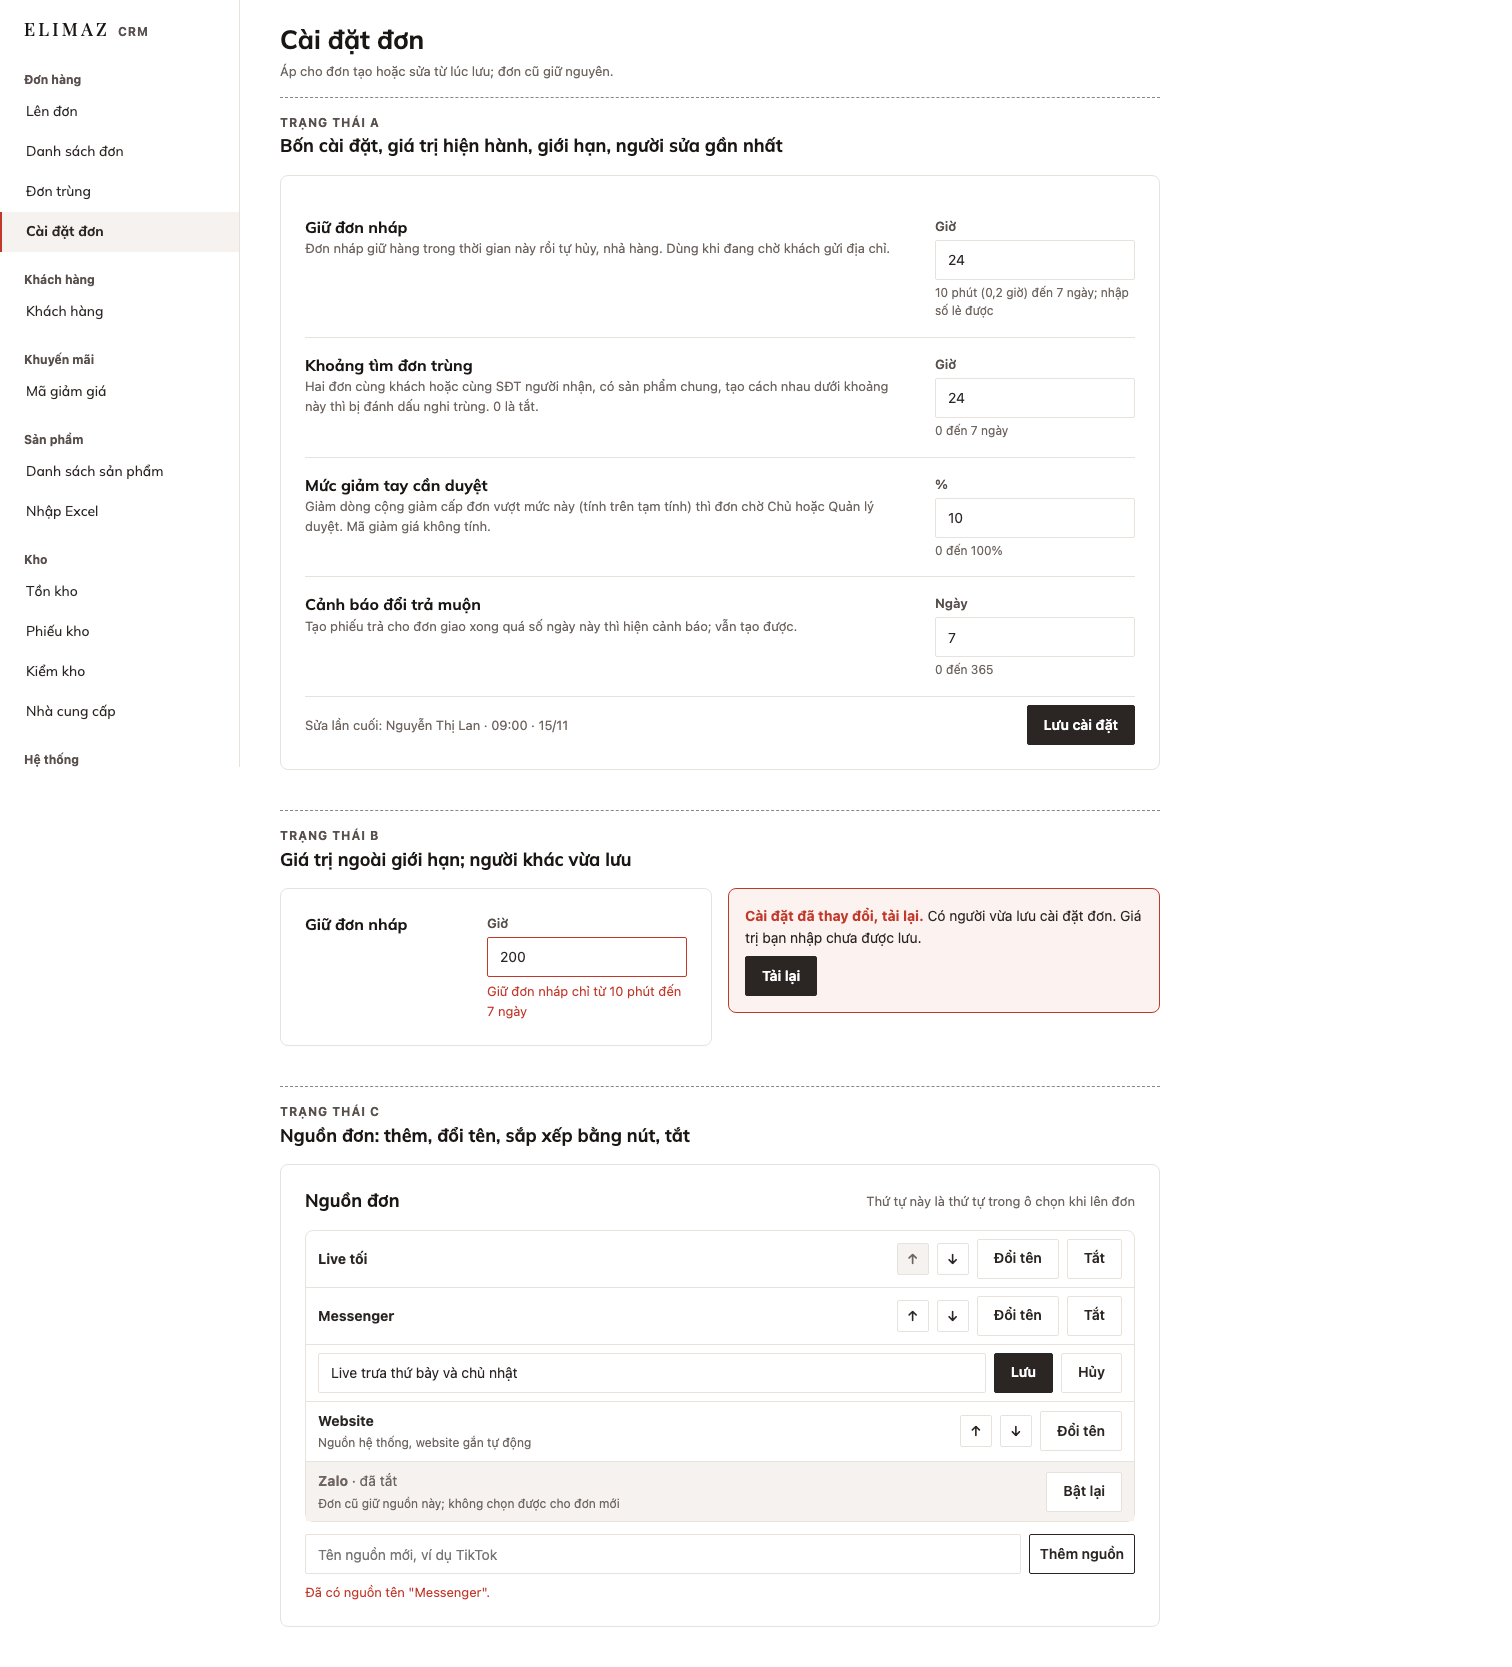 ELIMAZ CRM
Đơn hàng
Lên đơn
Danh sách đơn
Đơn trùng
Cài đặt đơn
Khách hàng
Khách hàng
Khuyến mãi
Mã giảm giá
Sản phẩm
Danh sách sản phẩm
Nhập Excel
Kho
Tồn kho
Phiếu kho
Kiểm kho
Nhà cung cấp
Hệ thống
Cài đặt đơn
Áp cho đơn tạo hoặc sửa từ lúc lưu; đơn cũ giữ nguyên.
TRẠNG THÁI A
Bốn cài đặt, giá trị hiện hành, giới hạn, người sửa gần nhất
Giữ đơn nháp
Đơn nháp giữ hàng trong thời gian này rồi tự hủy, nhả hàng. Dùng khi đang chờ khách gửi địa chỉ.
Giờ
24
10 phút (0,2 giờ) đến 7 ngày; nhập
số lẻ được
Khoảng tìm đơn trùng
Hai đơn cùng khách hoặc cùng SĐT người nhận, có sản phẩm chung, tạo cách nhau dưới khoảng
này thì bị đánh dấu nghi trùng. 0 là tắt.
Giờ
24
0 đến 7 ngày
Mức giảm tay cần duyệt
Giảm dòng cộng giảm cấp đơn vượt mức này (tính trên tạm tính) thì đơn chờ Chủ hoặc Quản lý
duyệt. Mã giảm giá không tính.
%
10
0 đến 100%
Cảnh báo đổi trả muộn
Tạo phiếu trả cho đơn giao xong quá số ngày này thì hiện cảnh báo; vẫn tạo được.
Ngày
7
0 đến 365
Sửa lần cuối: Nguyễn Thị Lan · 09:00 · 15/11
Lưu cài đặt
TRẠNG THÁI B
Giá trị ngoài giới hạn; người khác vừa lưu
Giữ đơn nháp
Giờ
200
Giữ đơn nháp chỉ từ 10 phút đến
7 ngày
Cài đặt đã thay đổi, tải lại. Có người vừa lưu cài đặt đơn. Giá
trị bạn nhập chưa được lưu.
Tải lại
TRẠNG THÁI C
Nguồn đơn: thêm, đổi tên, sắp xếp bằng nút, tắt
Nguồn đơn
Thứ tự này là thứ tự trong ô chọn khi lên đơn
Live tối
↑ ↓ Đổi tên Tắt
Messenger
↑ ↓ Đổi tên Tắt
Live trưa thứ bảy và chủ nhật
Lưu Hủy
Website
Nguồn hệ thống, website gắn tự động
↑ ↓ Đổi tên
Zalo · đã tắt
Đơn cũ giữ nguồn này; không chọn được cho đơn mới
Bật lại
Tên nguồn mới, ví dụ TikTok
Thêm nguồn
Đã có nguồn tên "Messenger".